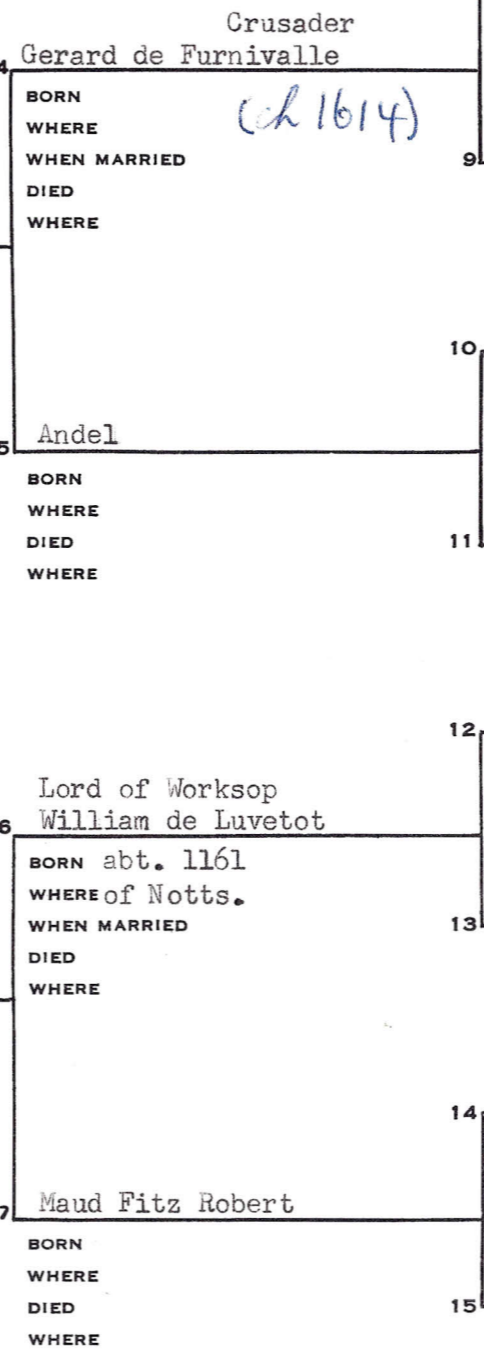 Crusader
4 Gerard de Furnivalle
BORN
(ch 1614)
WHERE
WHEN MARRIED
9
DIED
WHERE
10
5 Andel
BORN
WHERE
DIED
11
WHERE
12
Lord of Worksop
6 William de Luvetot
BORN abt. 1161
WHERE of Notts.
WHEN MARRIED
13
DIED
WHERE
14
7 Maud Fitz Robert
BORN
WHERE
DIED
15
WHERE